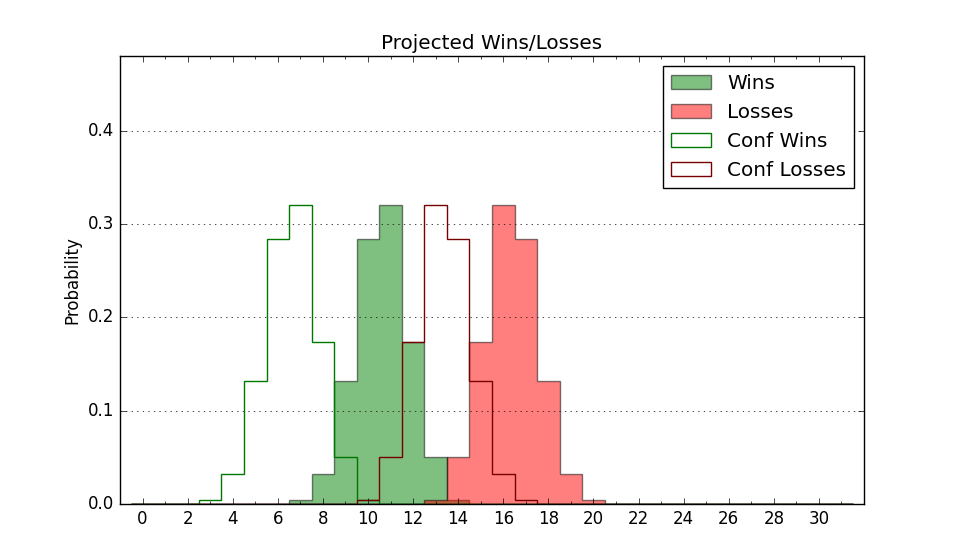 Projected Wins/Losses
Wins
Losses
Conf Wins
Conf Losses
Probability
0.4
0.3
0.2
0.1
0.0
0 2 4 6 8 10 12 14 16 18 20 22 24 26 28 30